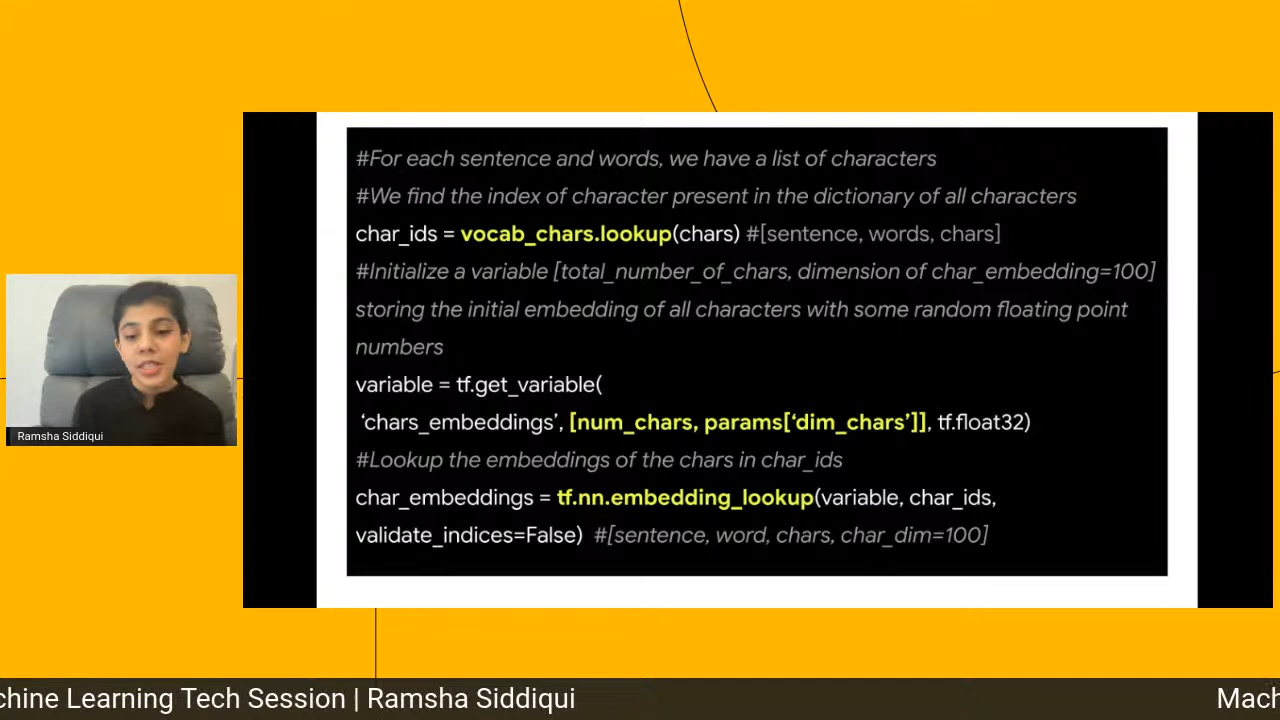 #For each sentence and words, we have a list of characters
#We find the index of character present in the dictionary of all characters
char_ids = vocab_chars.lookup(chars) #[sentence, words, chars]
#Initialize a variable [total_number_of_chars, dimension of char_embedding=100]
storing the initial embedding of all characters with some random floating point
numbers
variable = tf.get_variable(
‘chars_embeddings’, [num_chars, params[‘dim_chars’]], tf.float32)
#Lookup the embeddings of the chars in char_ids
char_embeddings = tf.nn.embedding_lookup(variable, char_ids,
validate_indices=False) #[sentence, word, chars, char_dim=100]
Ramsha Siddiqui
chine Learning Tech Session | Ramsha Siddiqui
Mach